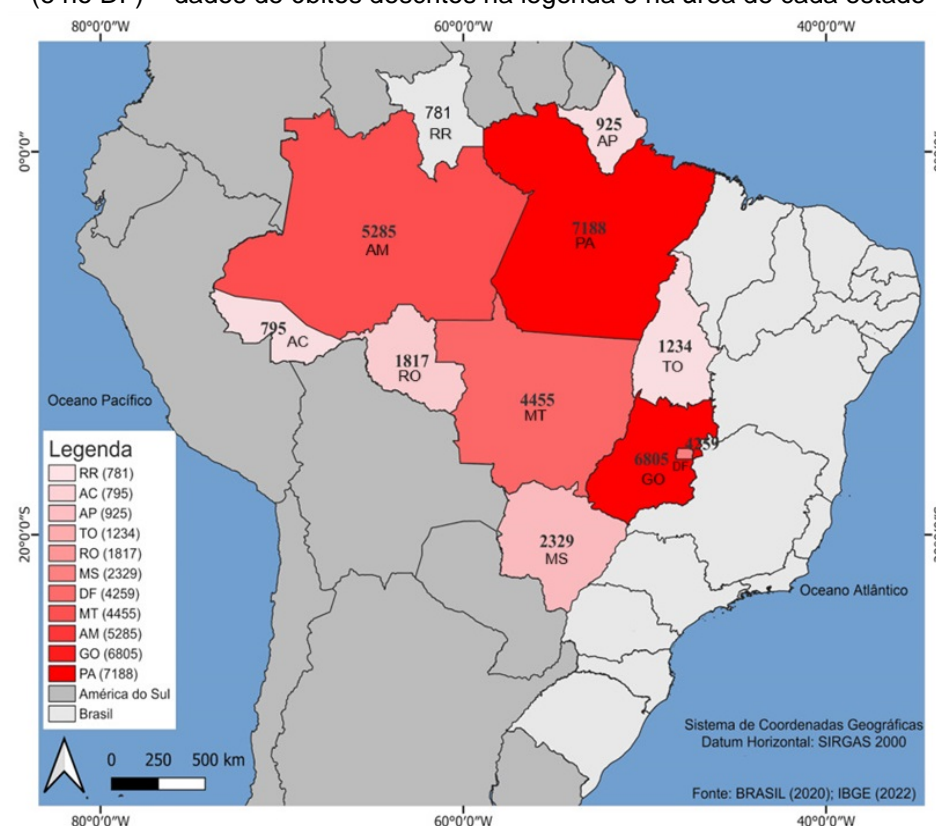 (e no DF) – dados de óbitos descritos na legenda e na área de cada estado
80°0'0"W 60°0'0"W 40°0'0"W
0°0'0"
781
RR
925
AP
5285
AM
7188
PA
795
AC
1817
RO
1234
TO
4455
MT
4259
DF
6805
GO
2329
MS
Oceano Pacífico
Oceano Atlântico
20°0'0"S
Legenda
RR (781)
AC (795)
AP (925)
TO (1234)
RO (1817)
MS (2329)
DF (4259)
MT (4455)
AM (5285)
GO (6805)
PA (7188)
América do Sul
Brasil
0 250 500 km
Sistema de Coordenadas Geográficas
Datum Horizontal: SIRGAS 2000
Fonte: BRASIL (2020); IBGE (2022)
80°0'0"W 60°0'0"W 40°0'0"W